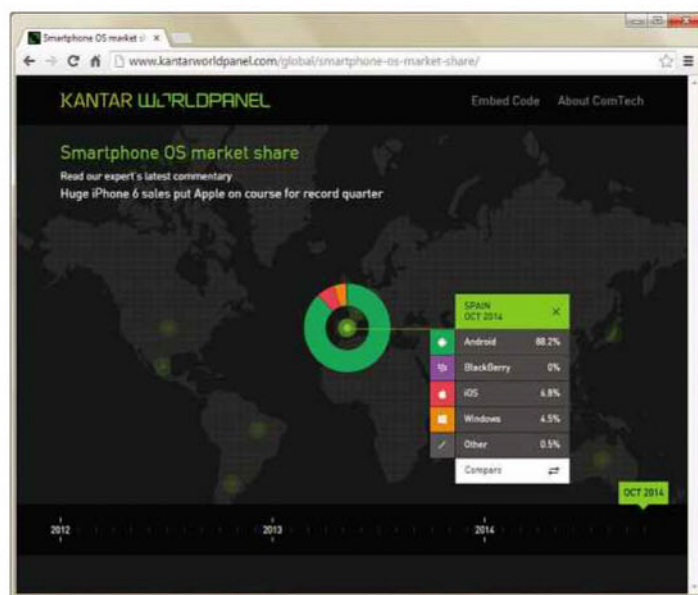 Smartphone OS market
www.kantarworldpanel.com/global/smartphone-os-market-share/
KANTAR WORLDPANEL
Embed Code About ComTech
Smartphone OS market share
Read our expert's latest commentary
Huge iPhone 6 sales put Apple on course for record quarter
SPAIN
OCT 2014
Android 88.2%
BlackBerry 0%
iOS 6.8%
Windows 4.5%
Other 0.5%
Compare
OCT 2014
2012 2013 2014